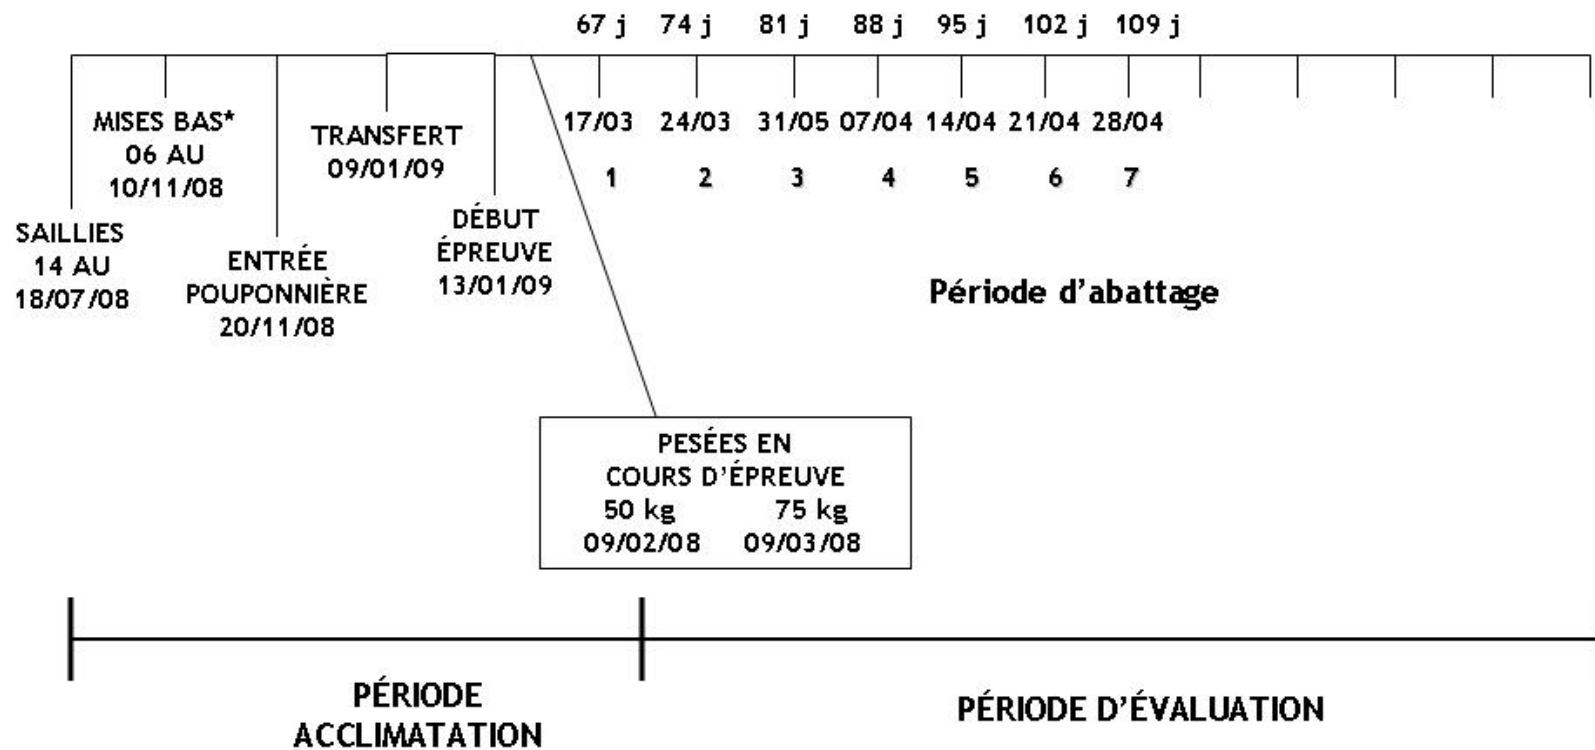 67 j 74 j 81 j 88 j 95 j 102 j 109 j
17/03 24/03 31/05 07/04 14/04 21/04 28/04
1 2 3 4 5 6 7
SAILLIES
14 AU
18/07/08
MISES BAS*
06 AU
10/11/08
ENTRÉE
POUPONNIÈRE
20/11/08
TRANSFERT
09/01/09
DÉBUT
ÉPREUVE
13/01/09
Période d'abattage
PESÉES EN
COURS D'ÉPREUVE
50 kg 75 kg
09/02/08 09/03/08
PÉRIODE
ACCLIMATATION
PÉRIODE D'ÉVALUATION